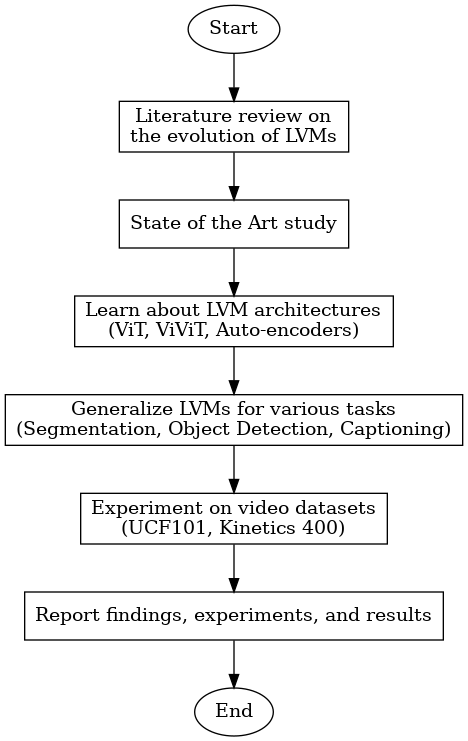 Start
Literature review on
the evolution of LVMs
State of the Art study
Learn about LVM architectures
(ViT, ViViT, Auto-encoders)
Generalize LVMs for various tasks
(Segmentation, Object Detection, Captioning)
Experiment on video datasets
(UCF101, Kinetics 400)
Report findings, experiments, and results
End